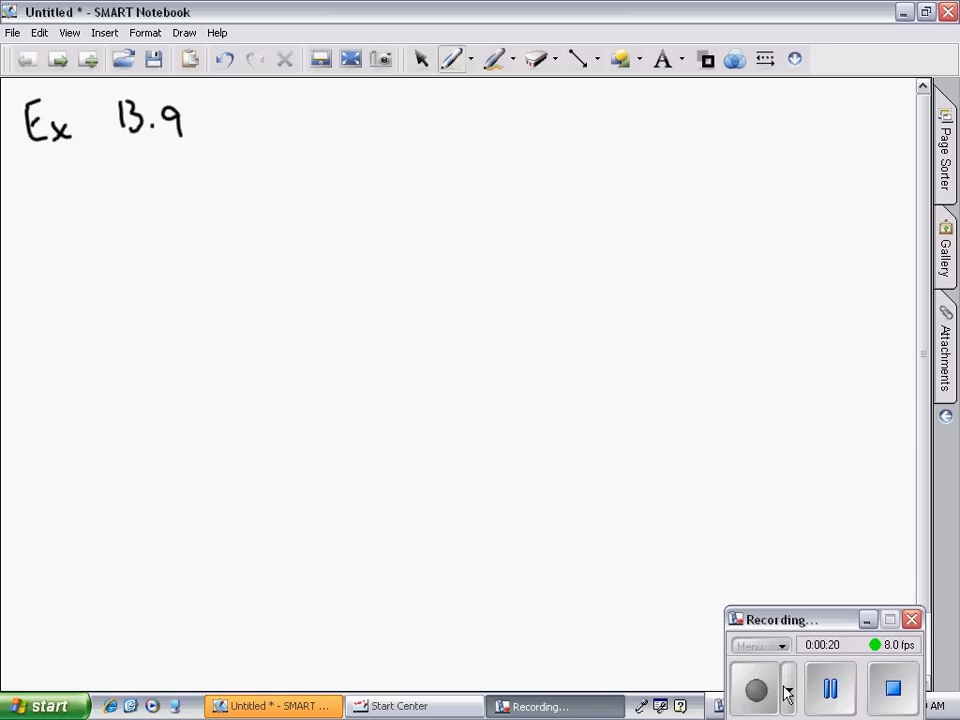 Untitled * - SMART Notebook
File Edit View Insert Format Draw Help
Ex 13.9
Page Sorter
Gallery
Attachments
Recording...
Menu 0:00:20 8.0 fps
start Untitled * - SMART ... Start Center Recording... AM